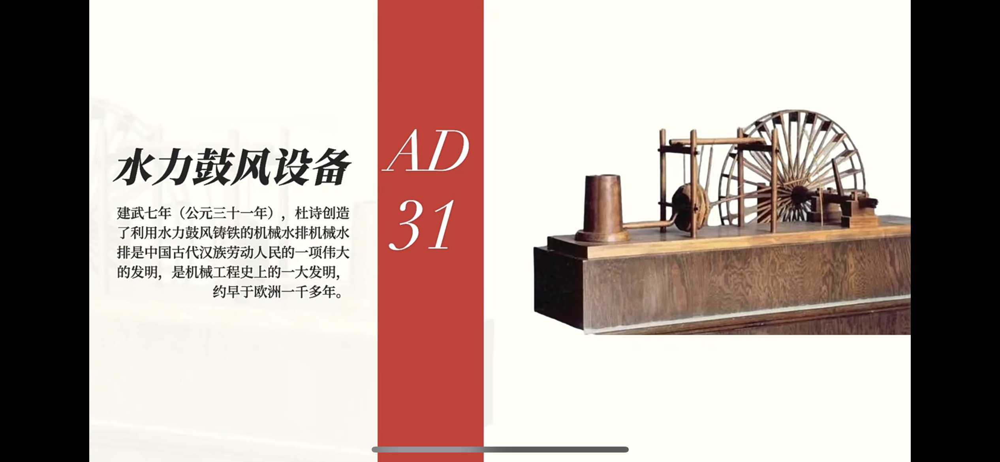 水力鼓风设备
建武七年（公元三十一年），杜诗创造
了利用水力鼓风铸铁的机械水排机械水
排是中国古代汉族劳动人民的一项伟大
的发明，是机械工程史上的一大发明，
约早于欧洲一千多年。
AD
31